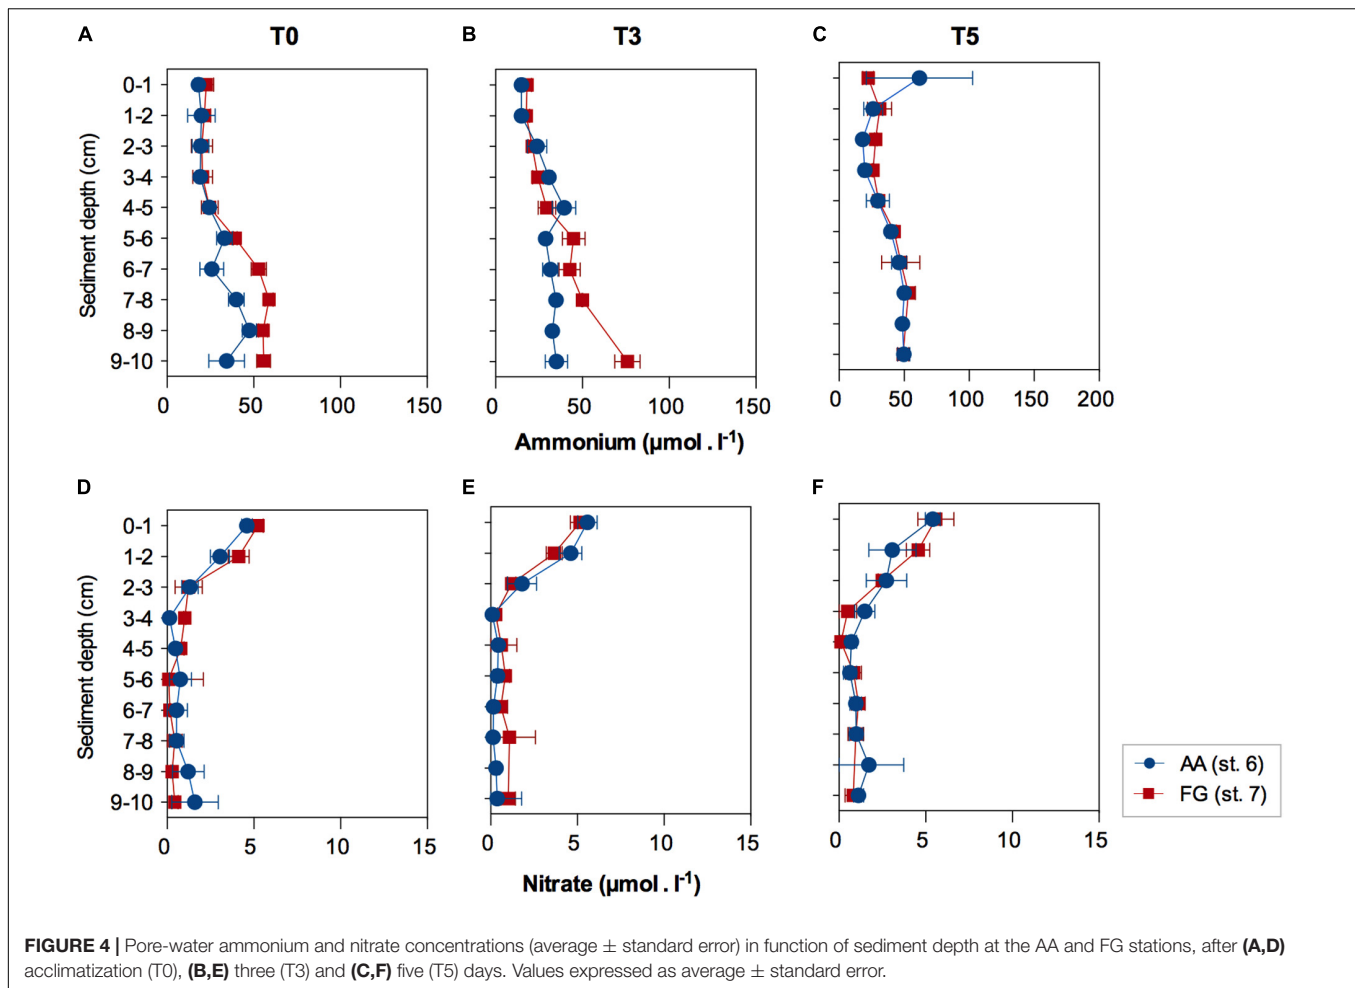 A T0 B T3 C T5
Sediment depth (cm)
0-1
1-2
2-3
3-4
4-5
5-6
6-7
7-8
8-9
9-10
0 50 100 150 0 50 100 150 0 50 100 150 200
Ammonium (µmol . l-1)
D E F
Sediment depth (cm)
0-1
1-2
2-3
3-4
4-5
5-6
6-7
7-8
8-9
9-10
AA (st. 6)
FG (st. 7)
0 5 10 15 0 5 10 15 0 5 10 15
Nitrate (µmol . l-1)
FIGURE 4 | Pore-water ammonium and nitrate concentrations (average ± standard error) in function of sediment depth at the AA and FG stations, after (A,D)
acclimatization (T0), (B,E) three (T3) and (C,F) five (T5) days. Values expressed as average ± standard error.